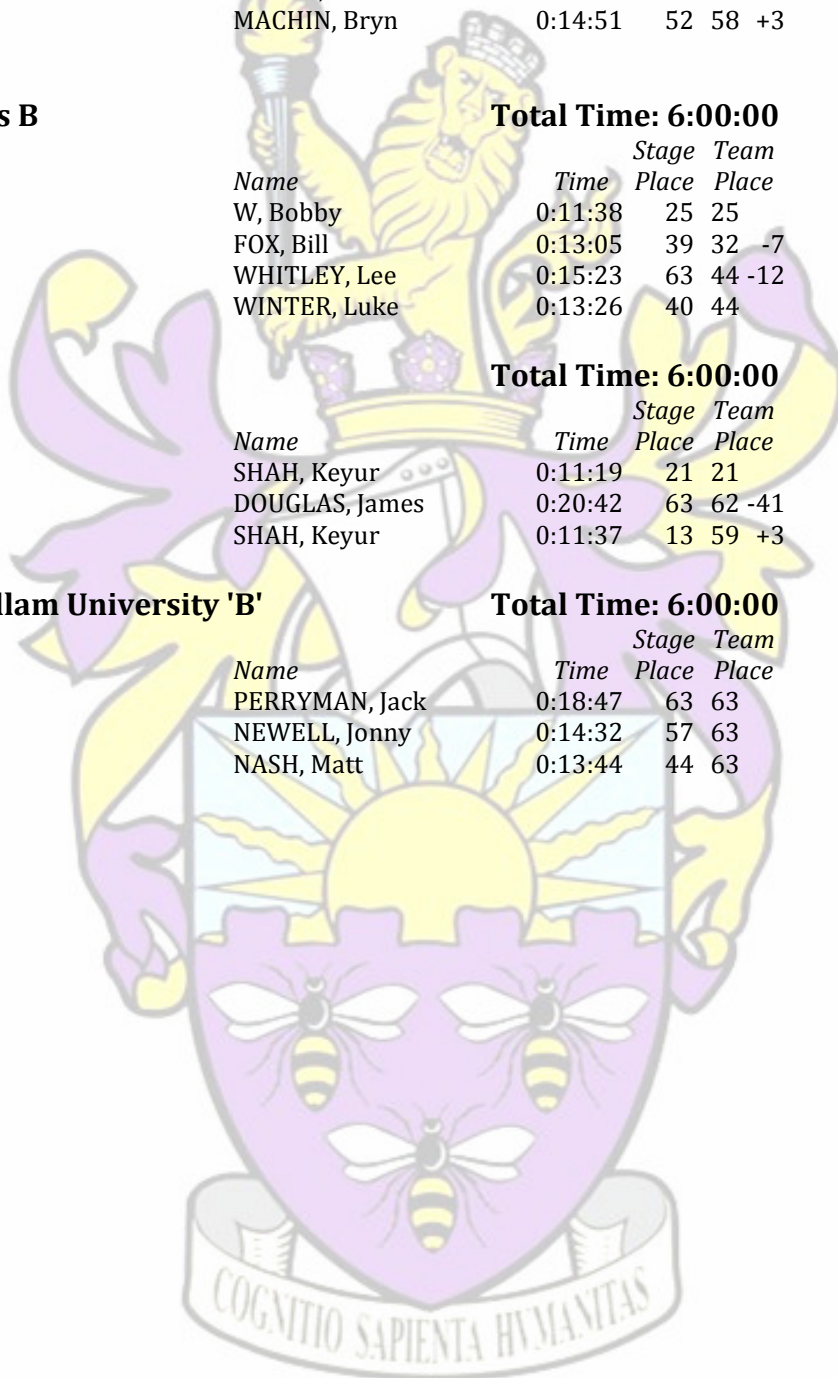 MACHIN, Bryn 0:14:51 52 58 +3
s B Total Time: 6:00:00
Stage Team
Name Time Place Place
W, Bobby 0:11:38 25 25
FOX, Bill 0:13:05 39 32 -7
WHITLEY, Lee 0:15:23 63 44 -12
WINTER, Luke 0:13:26 40 44
Total Time: 6:00:00
Stage Team
Name Time Place Place
SHAH, Keyur 0:11:19 21 21
DOUGLAS, James 0:20:42 63 62 -41
SHAH, Keyur 0:11:37 13 59 +3
llam University 'B' Total Time: 6:00:00
Stage Team
Name Time Place Place
PERRYMAN, Jack 0:18:47 63 63
NEWELL, Jonny 0:14:32 57 63
NASH, Matt 0:13:44 44 63
COGNITIO SAPIENTA HVMANITAS